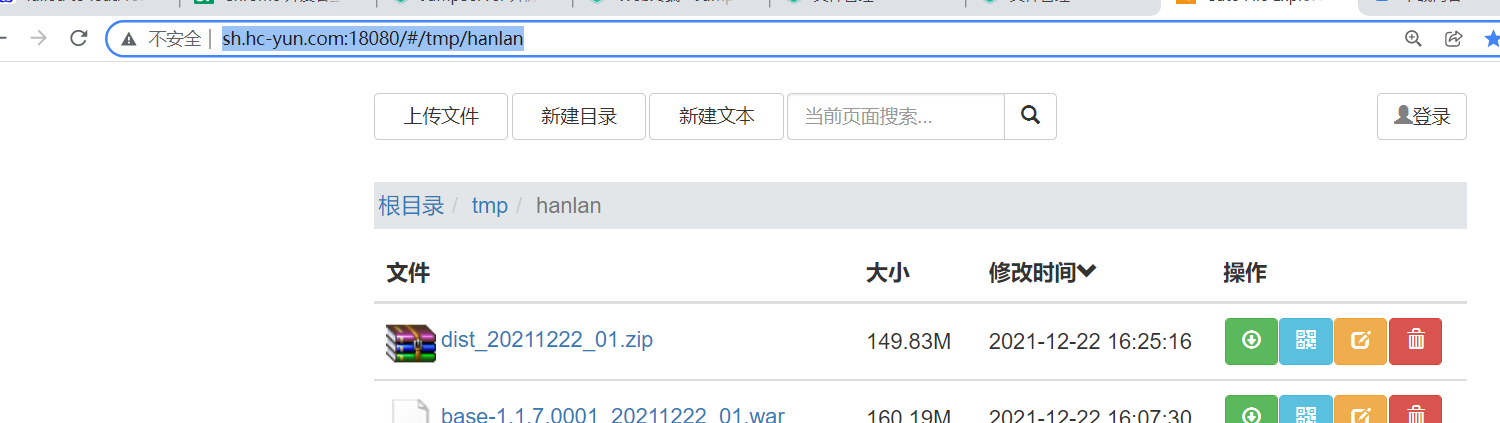 不安全 | sh.hc-yun.com:18080/#/tmp/hanlan
上传文件 新建目录 新建文本 当前页面搜索... 登录
根目录 / tmp / hanlan
文件 大小 修改时间 操作
dist_20211222_01.zip 149.83M 2021-12-22 16:25:16
base-1.1.7.0001_20211222_01.war 160.19M 2021-12-22 16:07:30